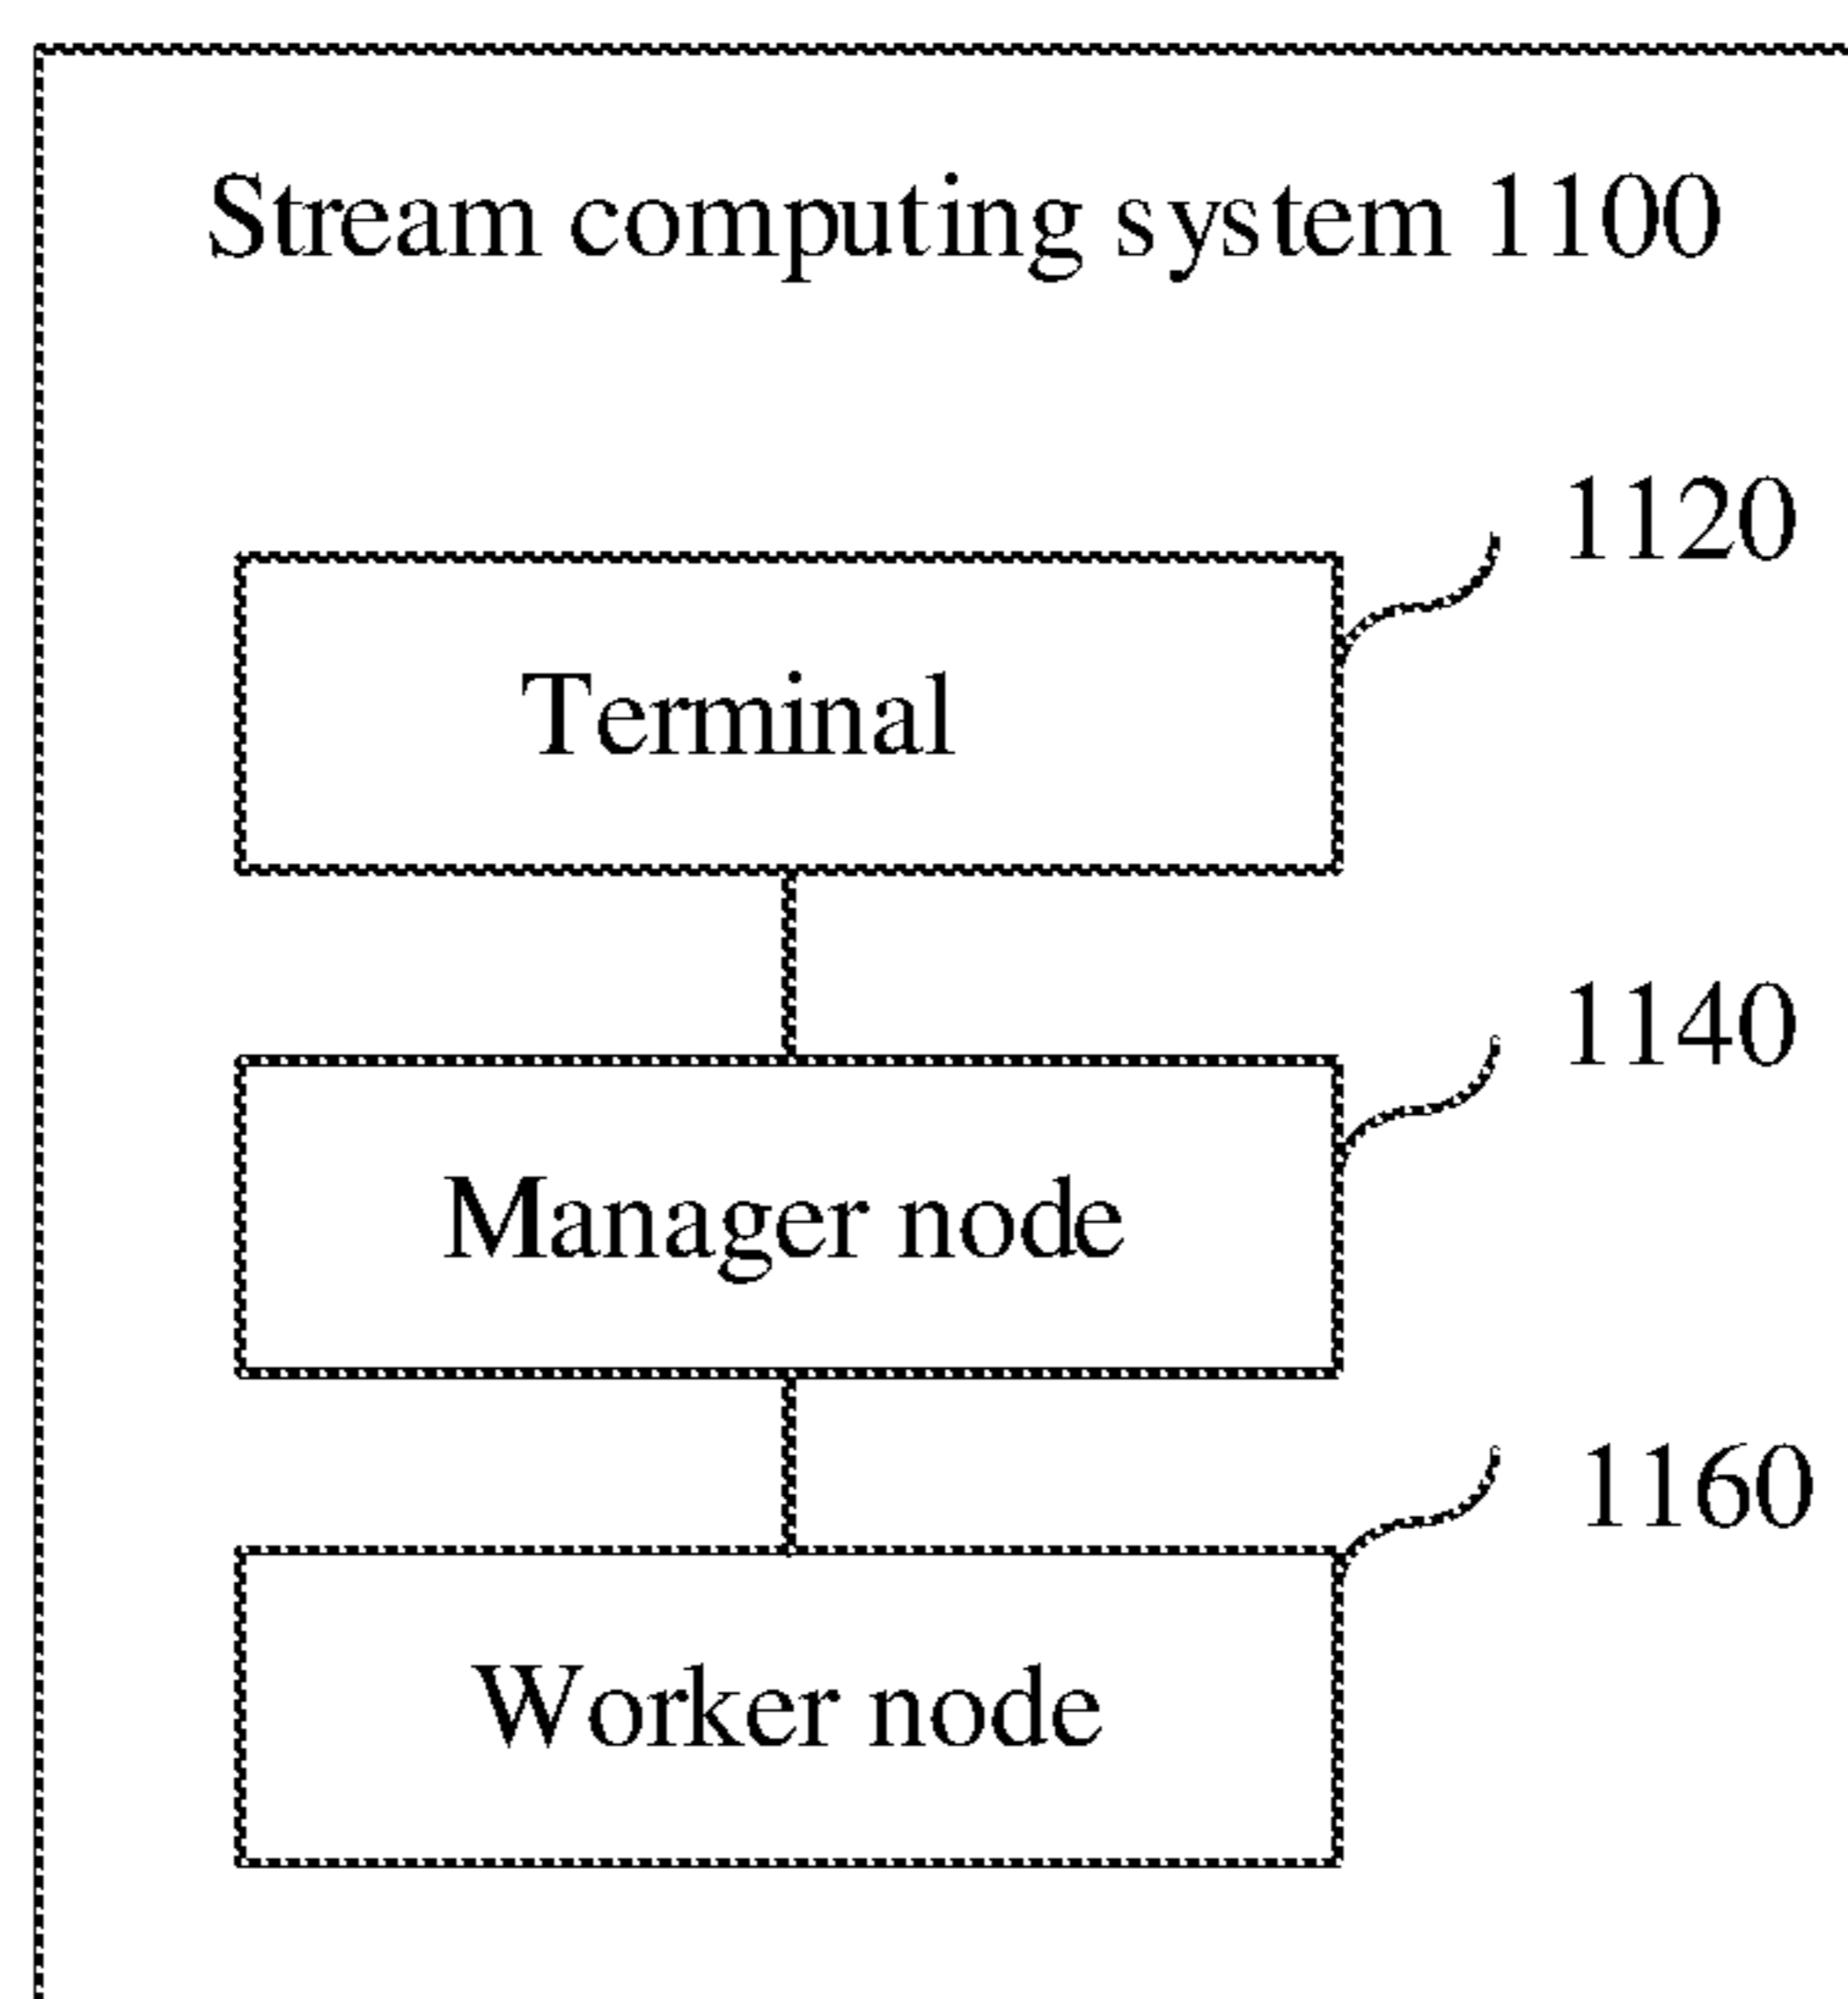 Stream computing system 1100
1120
Terminal
1140
Manager node
1160
Worker node